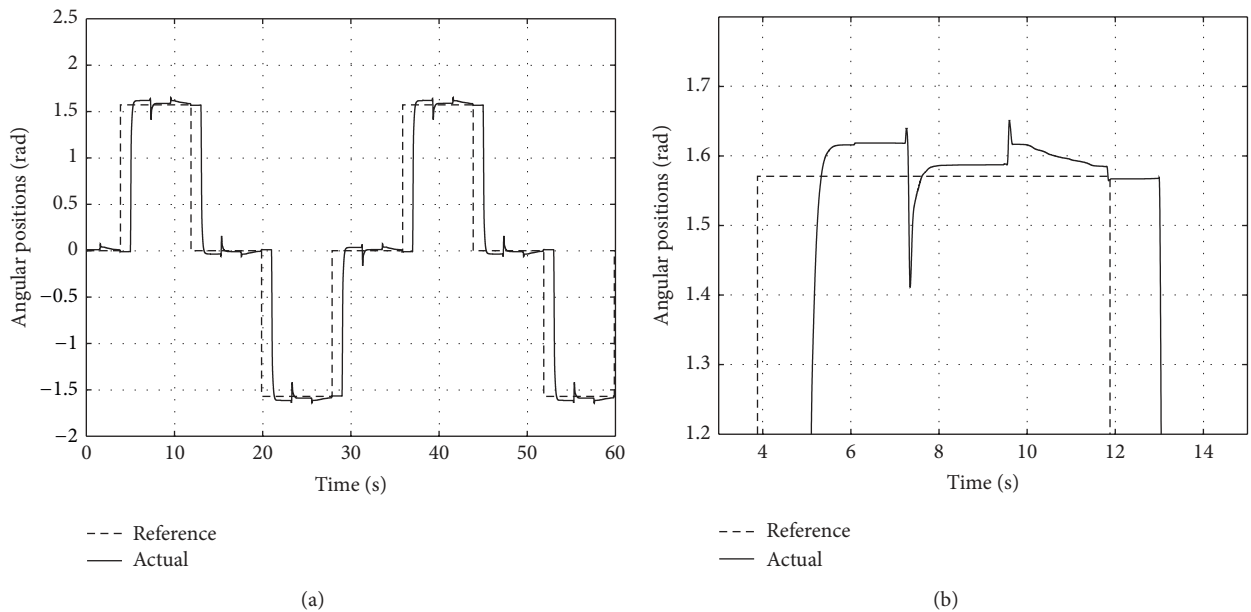 2.5
2
1.5
1
0.5
0
−0.5
−1
−1.5
−2
Angular positions (rad)
0 10 20 30 40 50 60
Time (s)
Reference
Actual
(a)
1.7
1.6
1.5
1.4
1.3
1.2
Angular positions (rad)
4 6 8 10 12 14
Time (s)
Reference
Actual
(b)